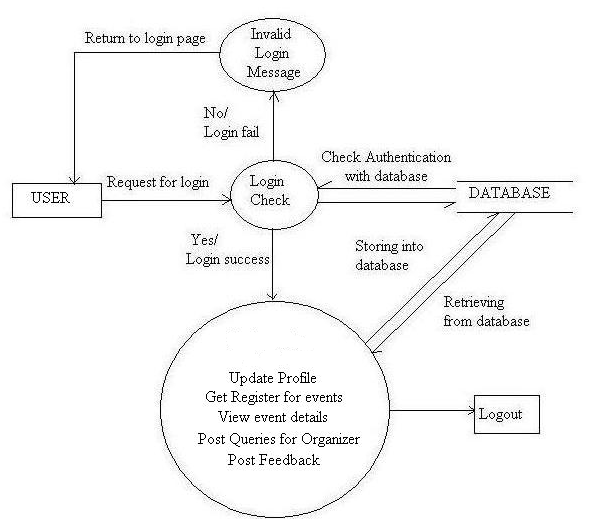 Return to login page
Invalid
Login
Message
No/
Login fail
Check Authentication
with database
USER
Request for login
Login
Check
DATABASE
Yes/
Login success
Storing into
database
Retrieving
from database
Update Profile
Get Register for events
View event details
Post Queries for Organizer
Post Feedback
Logout